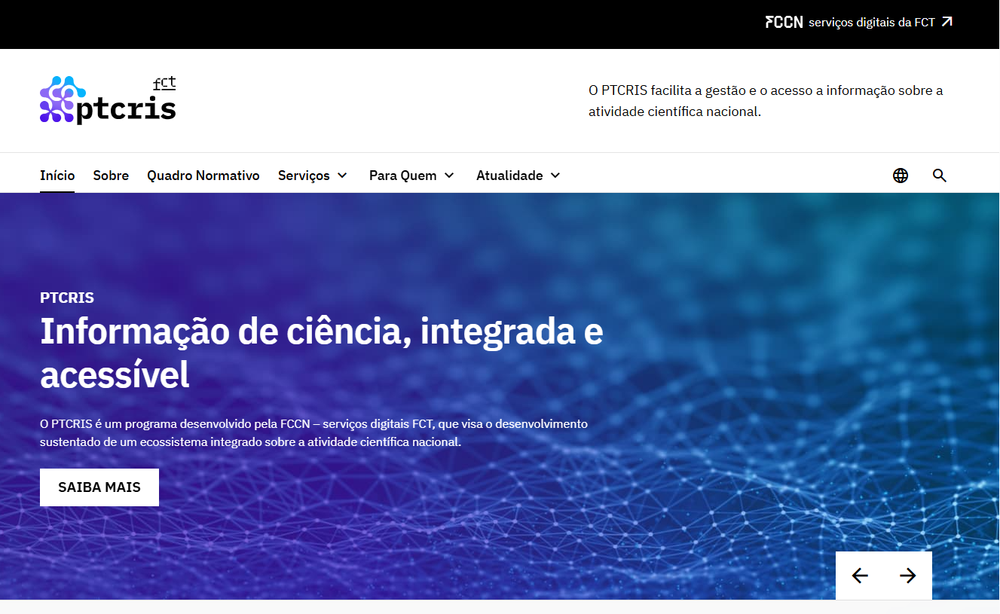 FCCN serviços digitais da FCT
fct
ptcris
O PTCRIS facilita a gestão e o acesso a informação sobre a
atividade científica nacional.
Início Sobre Quadro Normativo Serviços Para Quem Atualidade
PTCRIS
Informação de ciência, integrada e
acessível
O PTCRIS é um programa desenvolvido pela FCCN – serviços digitais FCT, que visa o desenvolvimento
sustentado de um ecossistema integrado sobre a atividade científica nacional.
SAIBA MAIS